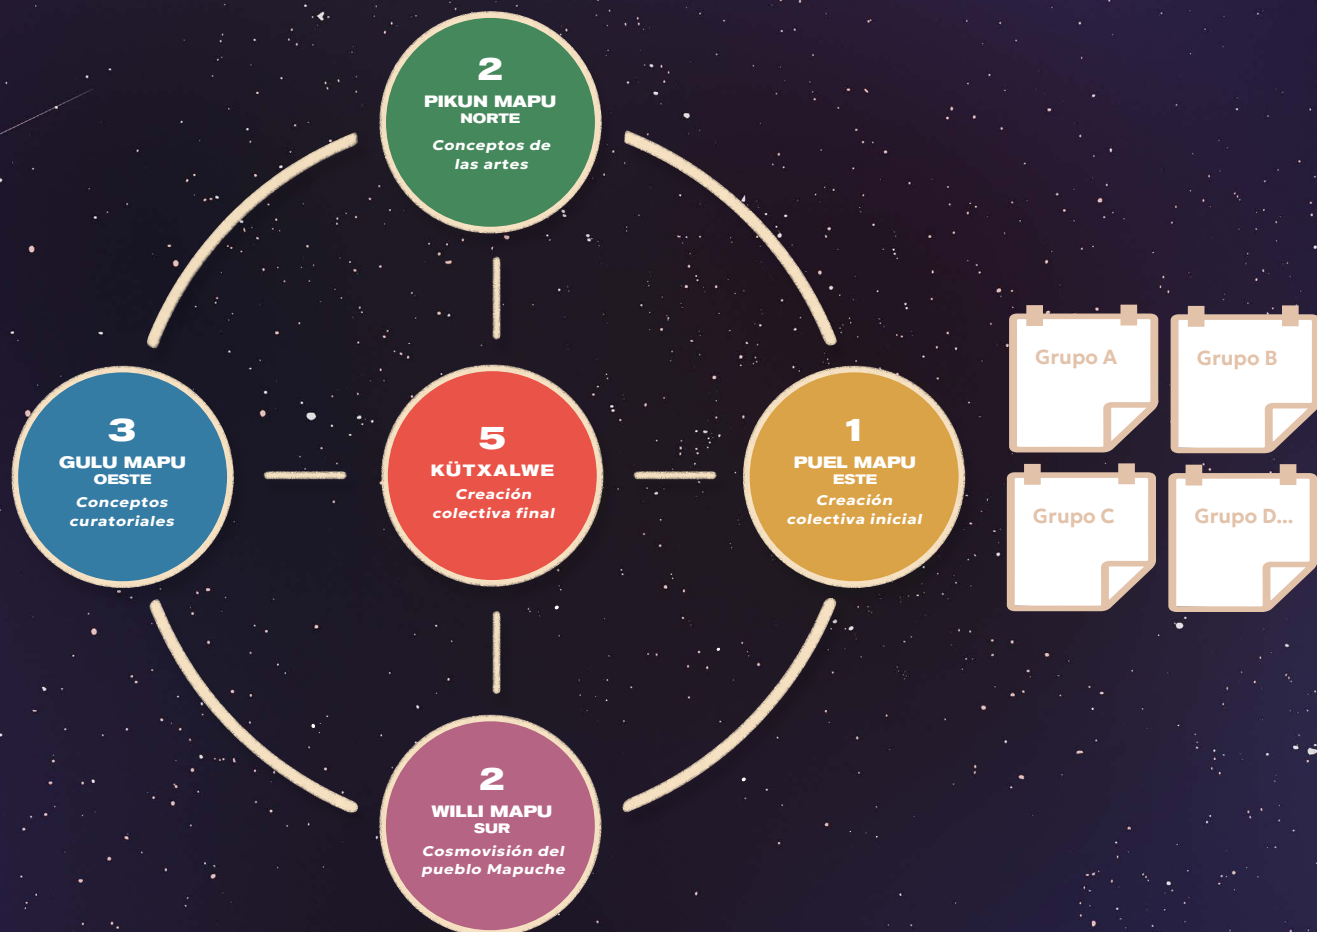 2
PIKUN MAPU
NORTE
Conceptos de
las artes
3
GULU MAPU
OESTE
Conceptos
curatoriales
5
KÜTXALWE
Creación
colectiva final
1
PUEL MAPU
ESTE
Creación
colectiva inicial
Grupo A
Grupo B
Grupo C
Grupo D...
2
WILLI MAPU
SUR
Cosmovisión del
pueblo Mapuche